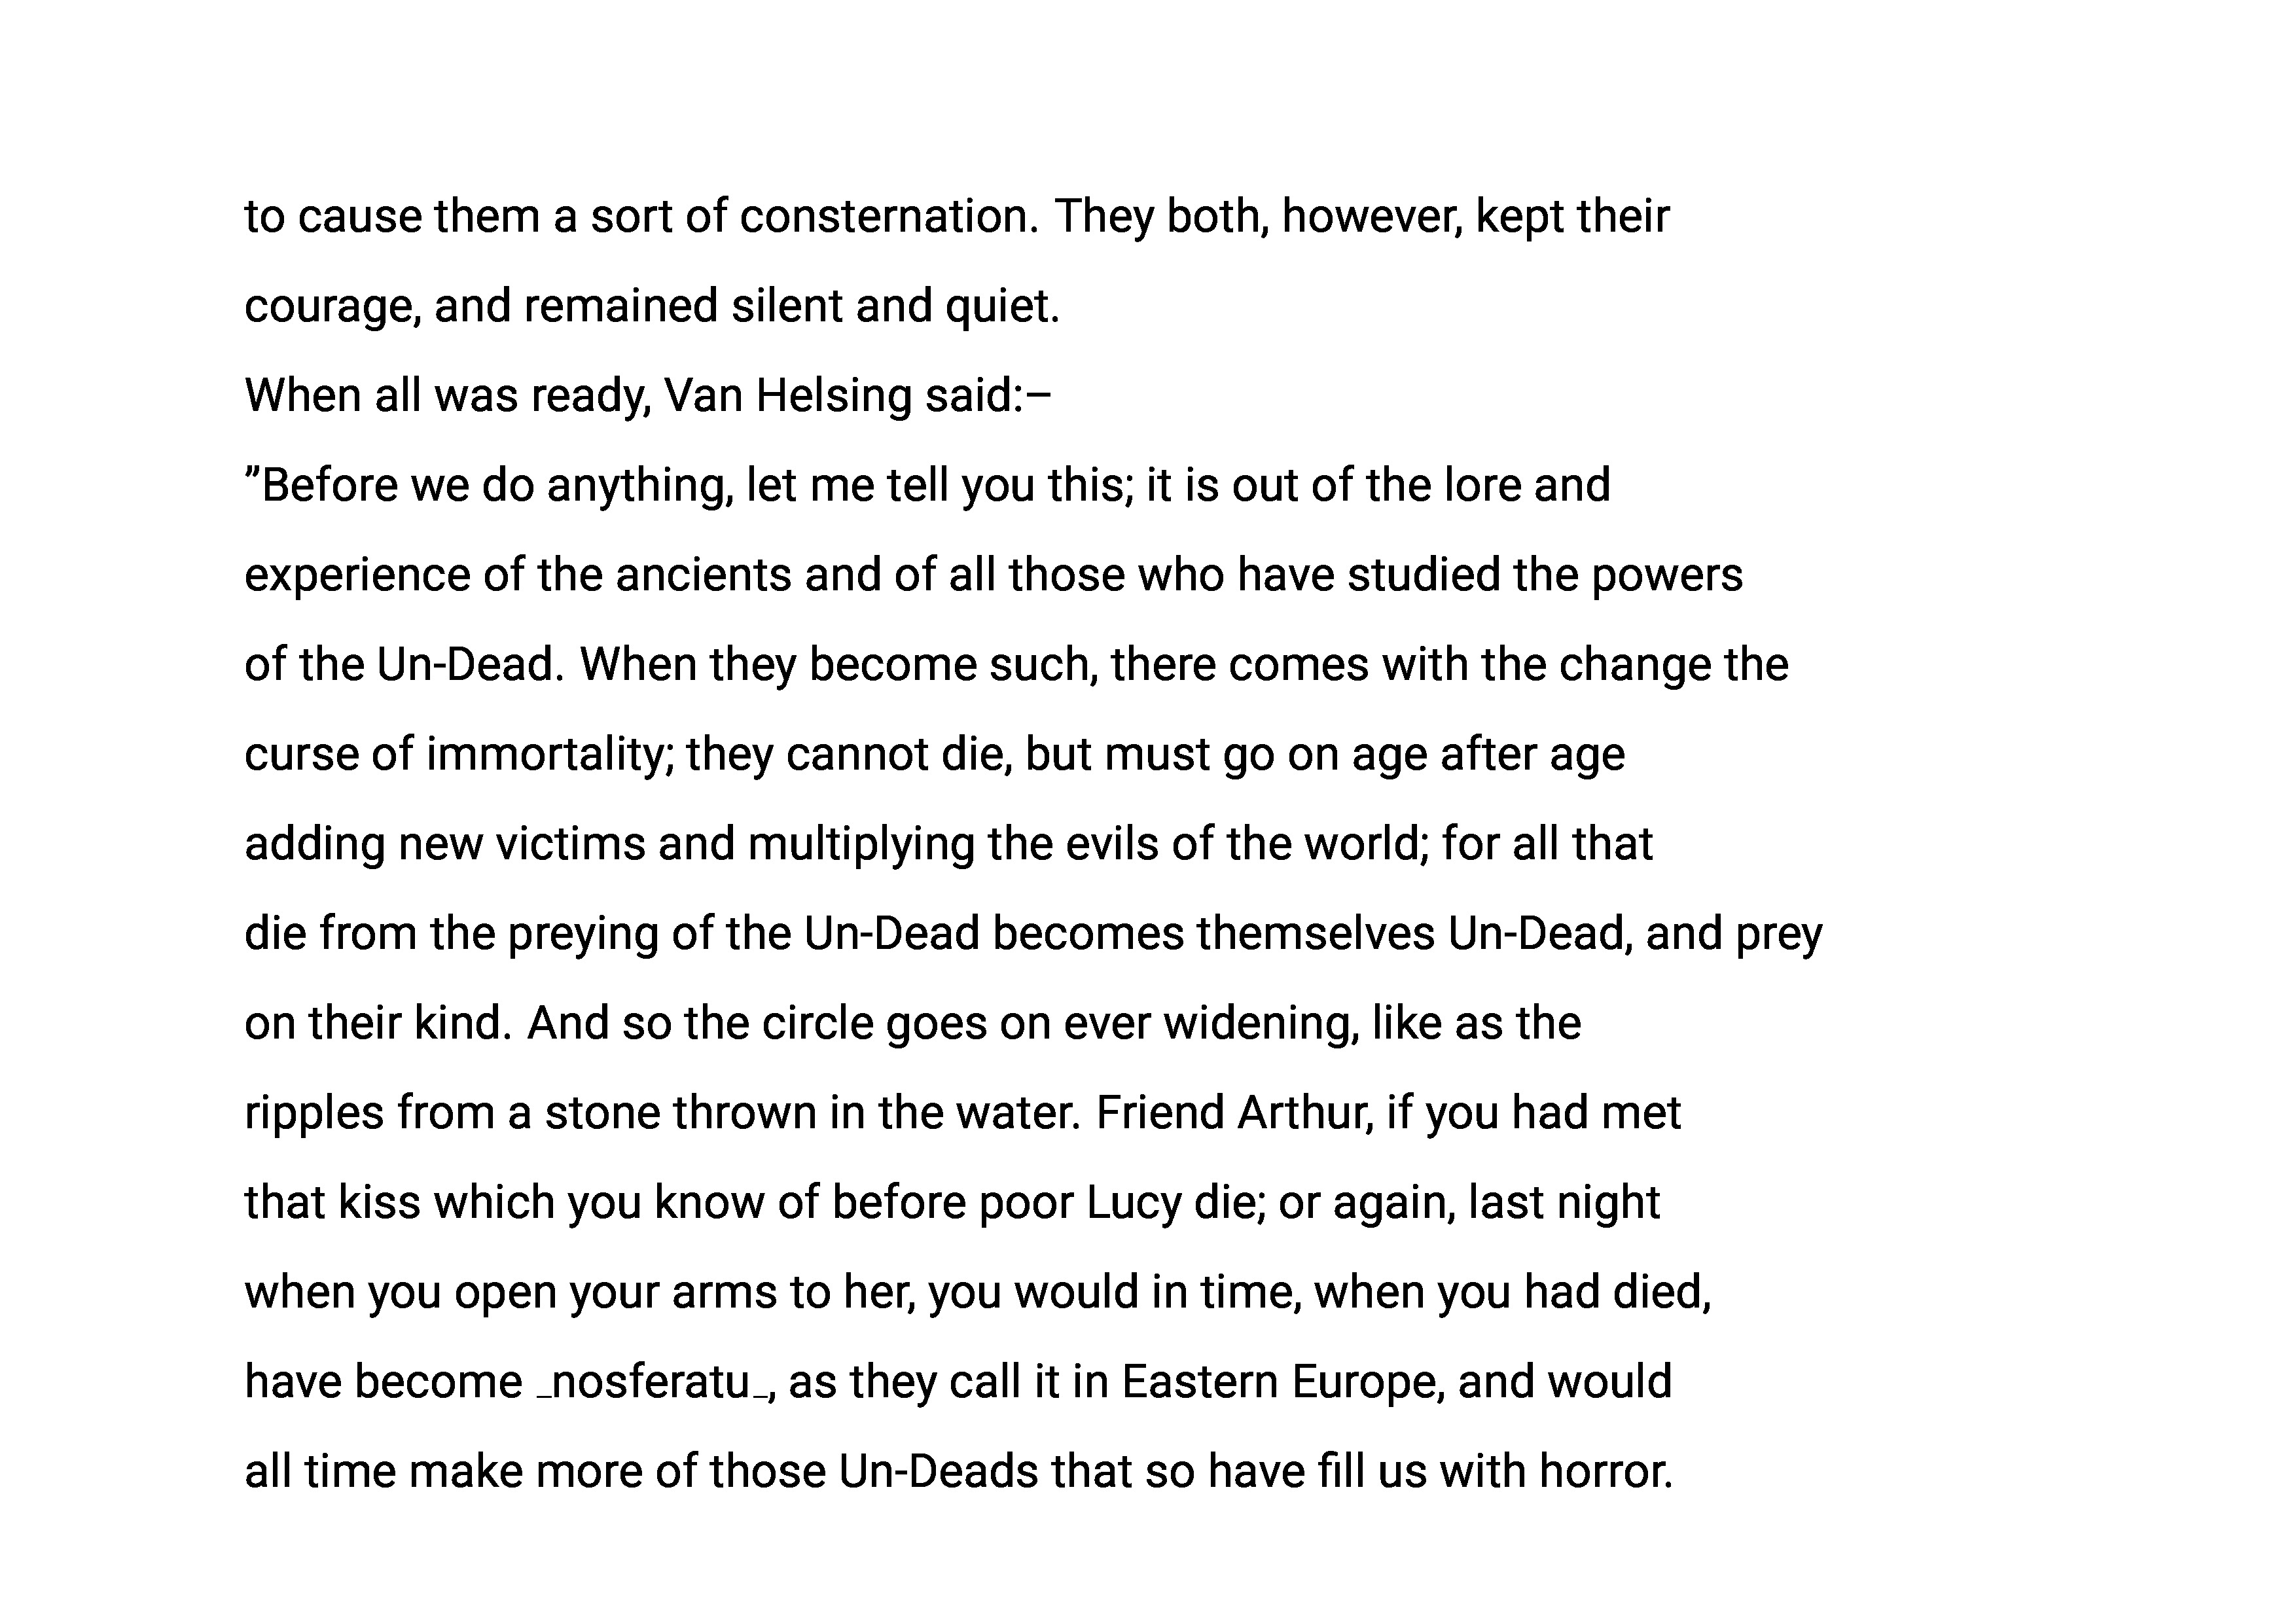 to cause them a sort of consternation. They both, however, kept their
courage, and remained silent and quiet.
When all was ready, Van Helsing said:–
”Before we do anything, let me tell you this; it is out of the lore and
experience of the ancients and of all those who have studied the powers
of the Un-Dead. When they become such, there comes with the change the
curse of immortality; they cannot die, but must go on age after age
adding new victims and multiplying the evils of the world; for all that
die from the preying of the Un-Dead becomes themselves Un-Dead, and prey
on their kind. And so the circle goes on ever widening, like as the
ripples from a stone thrown in the water. Friend Arthur, if you had met
that kiss which you know of before poor Lucy die; or again, last night
when you open your arms to her, you would in time, when you had died,
have become _nosferatu_, as they call it in Eastern Europe, and would
all time make more of those Un-Deads that so have fill us with horror.